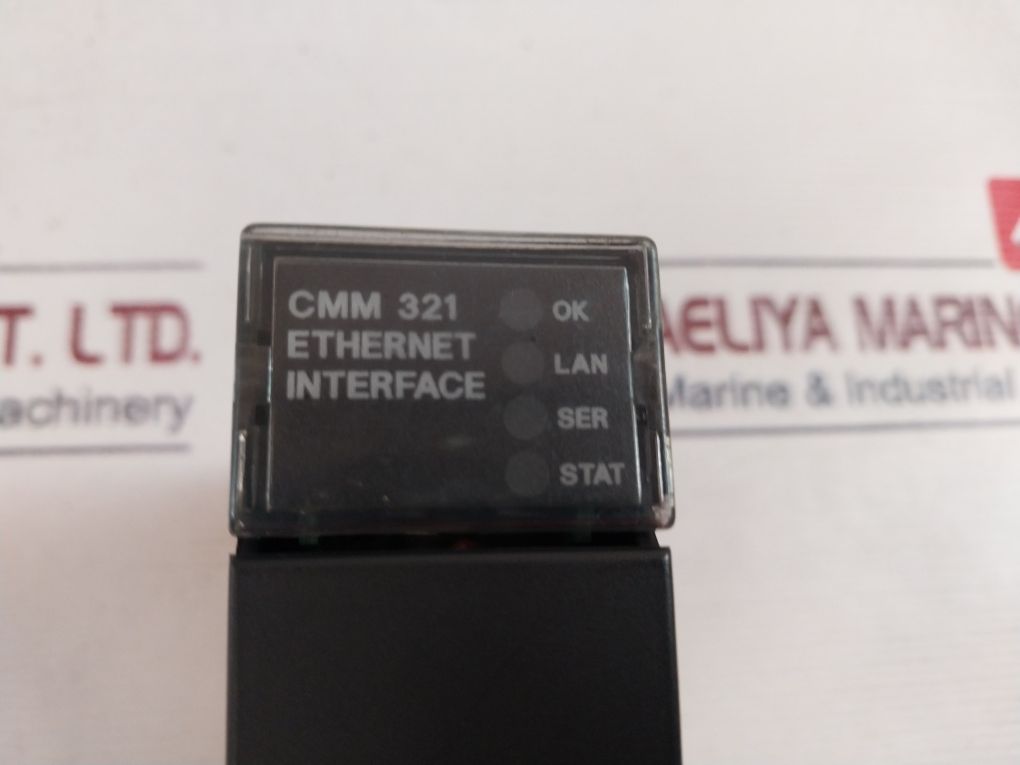 CMM 321
ETHERNET
INTERFACE
OK
LAN
SER
STAT
T. LTD.
achinery
AELIYA MARIN
Marine & Industrial